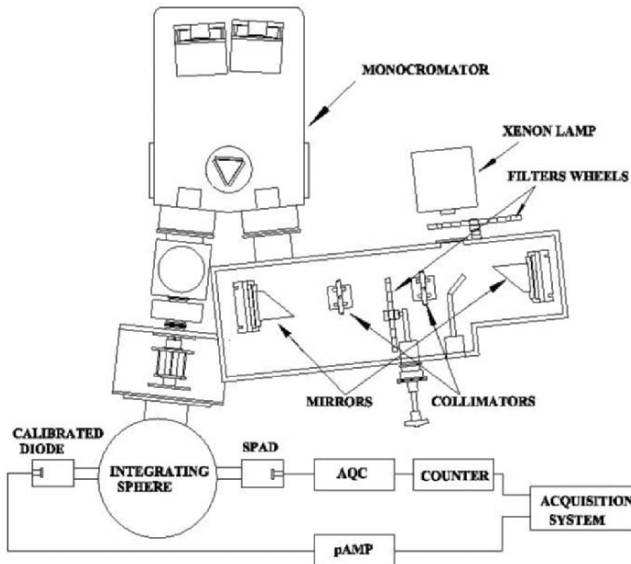 MONOCROMATOR
XENON LAMP
FILTERS WHEELS
MIRRORS
COLLIMATORS
CALIBRATED
DIODE
INTEGRATING
SPHERE
SPAD
AQC
COUNTER
ACQUISITION
SYSTEM
pAMP